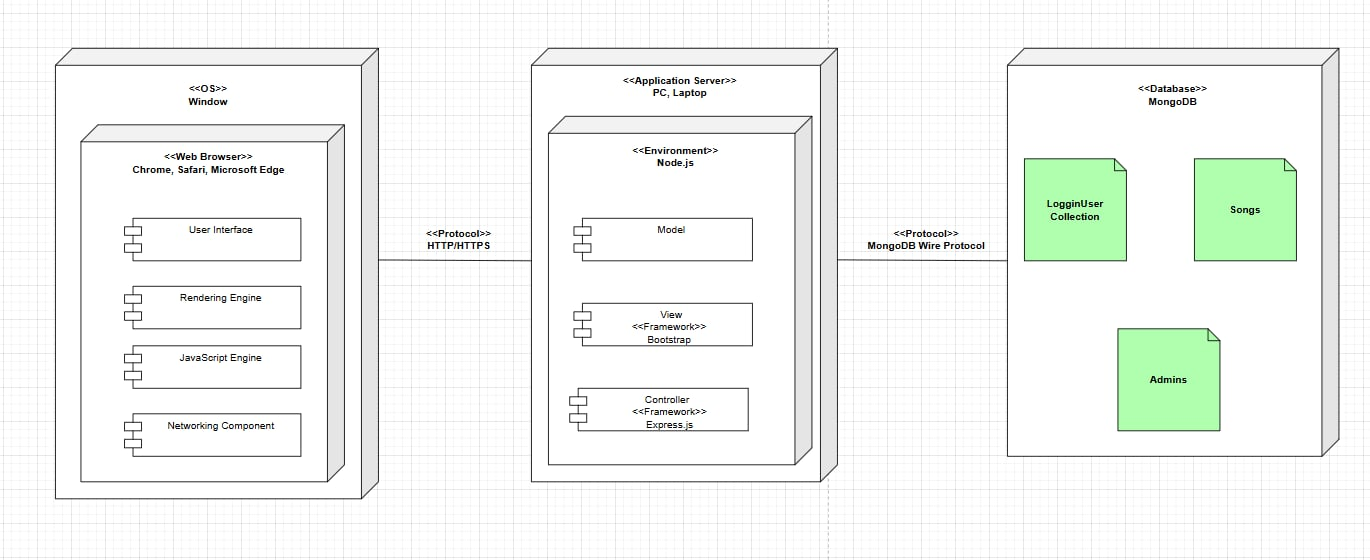 <<OS>>
Window
<<Web Browser>>
Chrome, Safari, Microsoft Edge
User Interface
Rendering Engine
JavaScript Engine
Networking Component
<<Protocol>>
HTTP/HTTPS
<<Application Server>>
PC, Laptop
<<Environment>>
Node.js
Model
View
<<Framework>>
Bootstrap
Controller
<<Framework>>
Express.js
<<Protocol>>
MongoDB Wire Protocol
<<Database>>
MongoDB
LogginUser
Collection
Songs
Admins